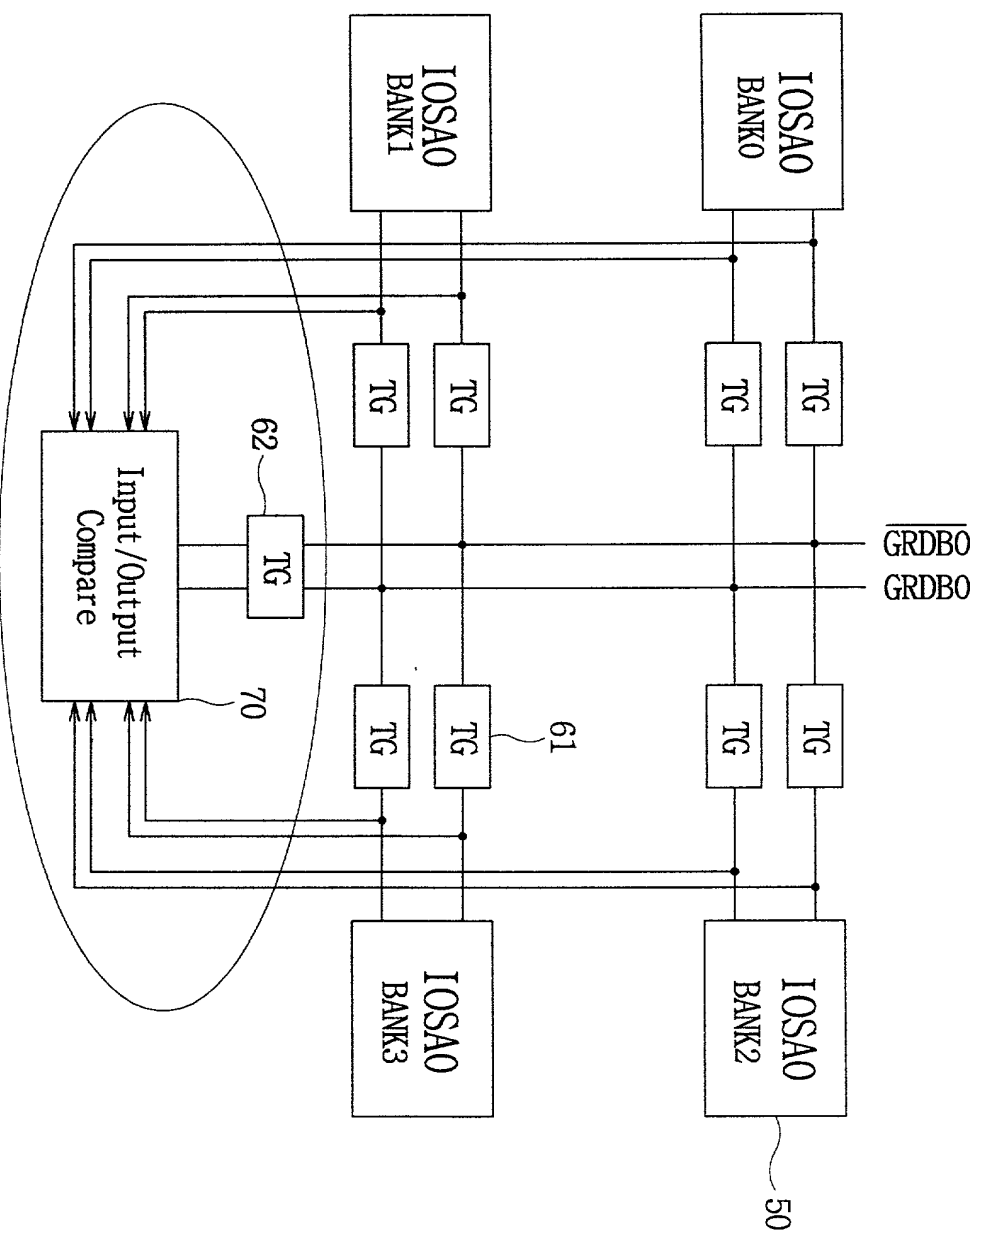 IOSA0
BANK1
IOSA0
BANK0
TG
TG
TG
TG
62
TG
Input/Output
Compare
70
G̅R̅D̅B̅0̅
GRDB0
TG
TG
61
TG
TG
IOSA0
BANK3
IOSA0
BANK2
50